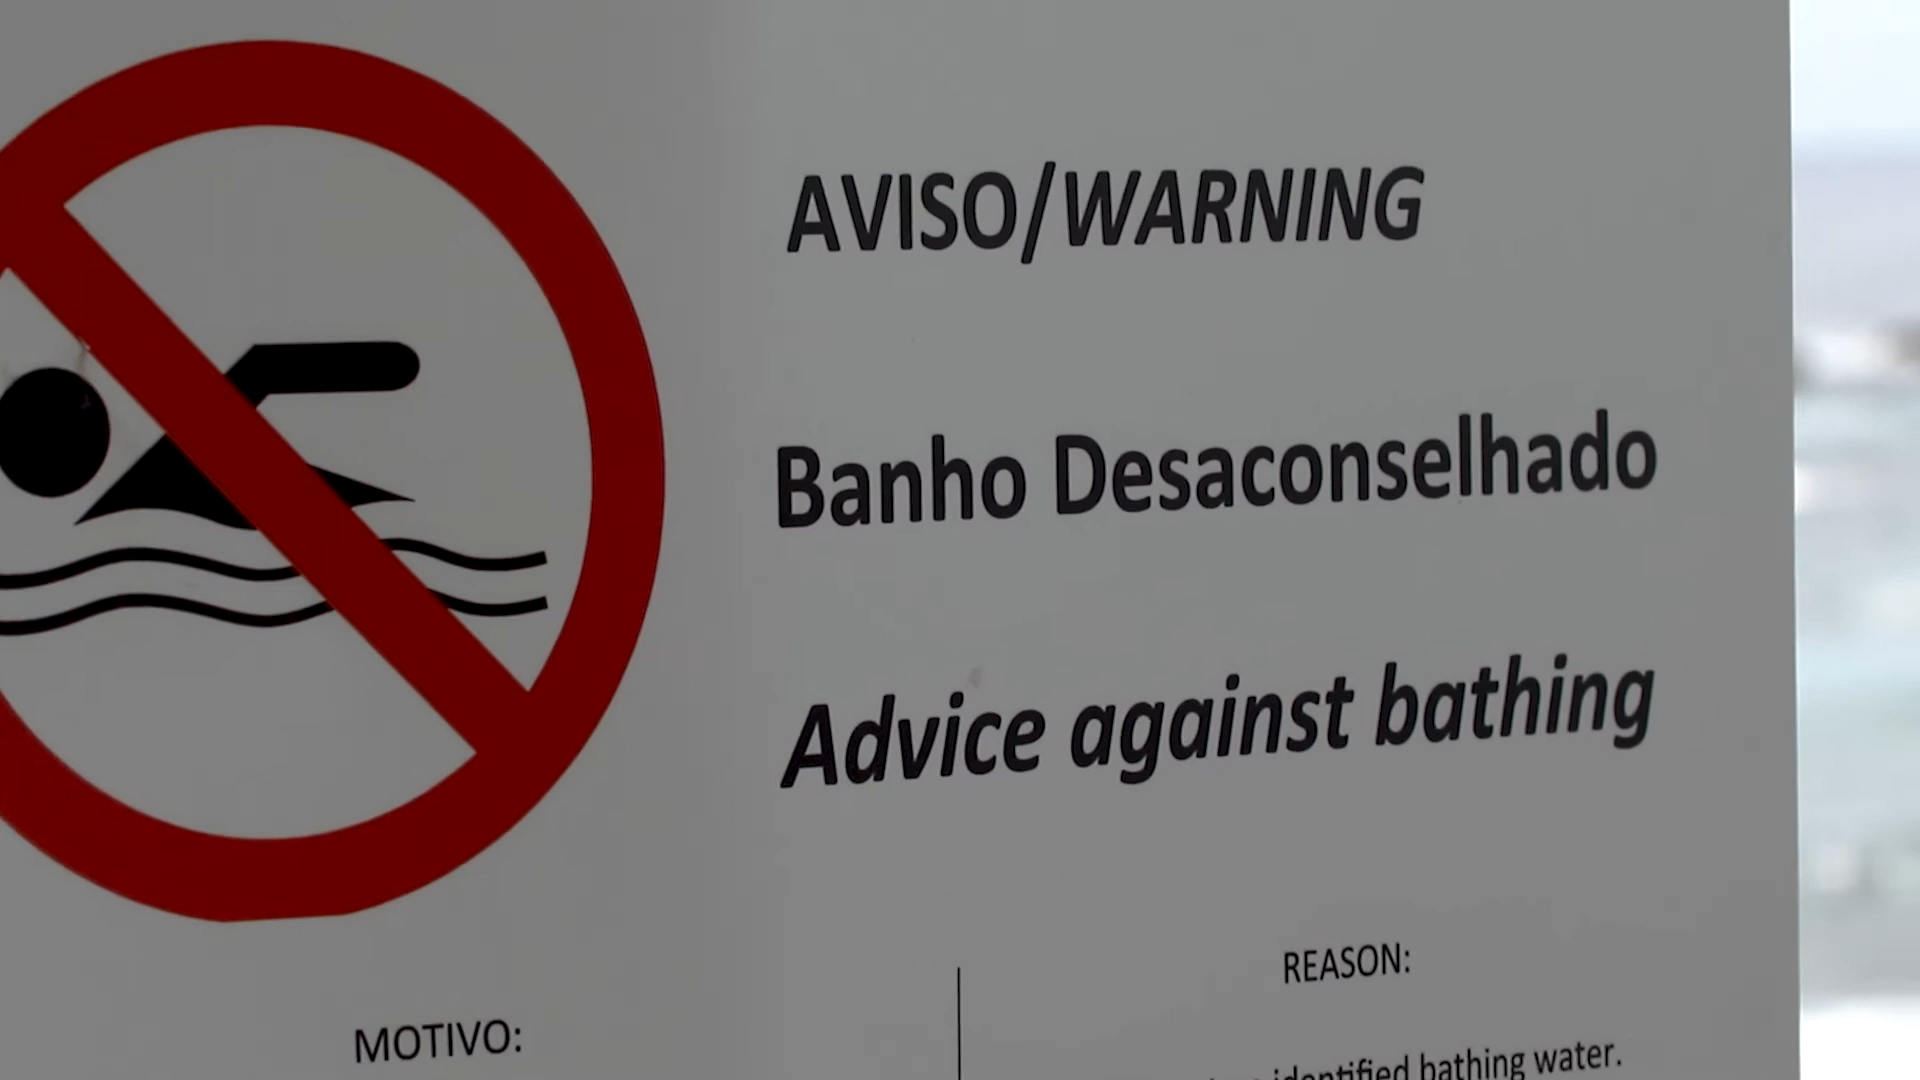 AVISO/WARNING
Banho Desaconselhado
Advice against bathing
REASON:
MOTIVO:
identified bathing water.